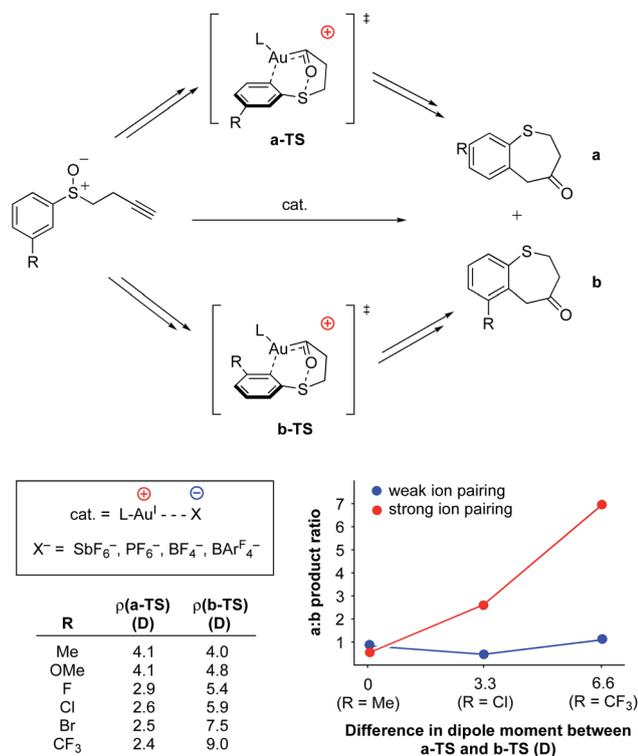 ⊕
‡
L
Au
O
S
R
a-TS
S
R
O
a
O−
S+
R
cat.
+
S
R
O
b
⊕
‡
L
Au
O
R
S
b-TS
⊕ ⊖
cat. = L-AuI - - - X
X− = SbF6−, PF6−, BF4−, BArF4−
R ρ(a-TS) (D) ρ(b-TS) (D)
Me 4.1 4.0
OMe 4.1 4.8
F 2.9 5.4
Cl 2.6 5.9
Br 2.5 7.5
CF3 2.4 9.0
weak ion pairing
strong ion pairing
a:b product ratio
7
6
5
4
3
2
1
0 3.3 6.6
(R = Me) (R = Cl) (R = CF3)
Difference in dipole moment between
a-TS and b-TS (D)